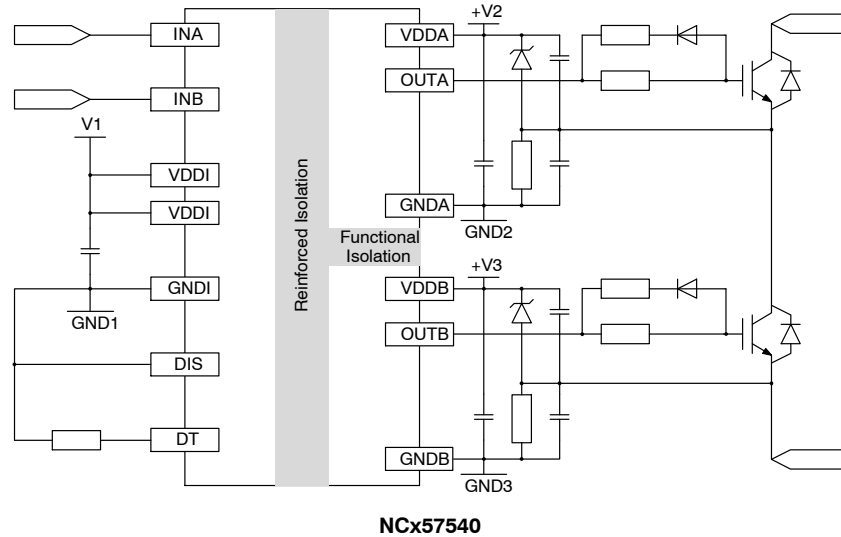 +V2
INA
VDDA
OUTA
INB
V1
VDDI
VDDI
Reinforced Isolation
GNDA
GND2
Functional
Isolation
+V3
GNDI
GND1
VDDB
OUTB
DIS
DT
GNDB
GND3
NCx57540